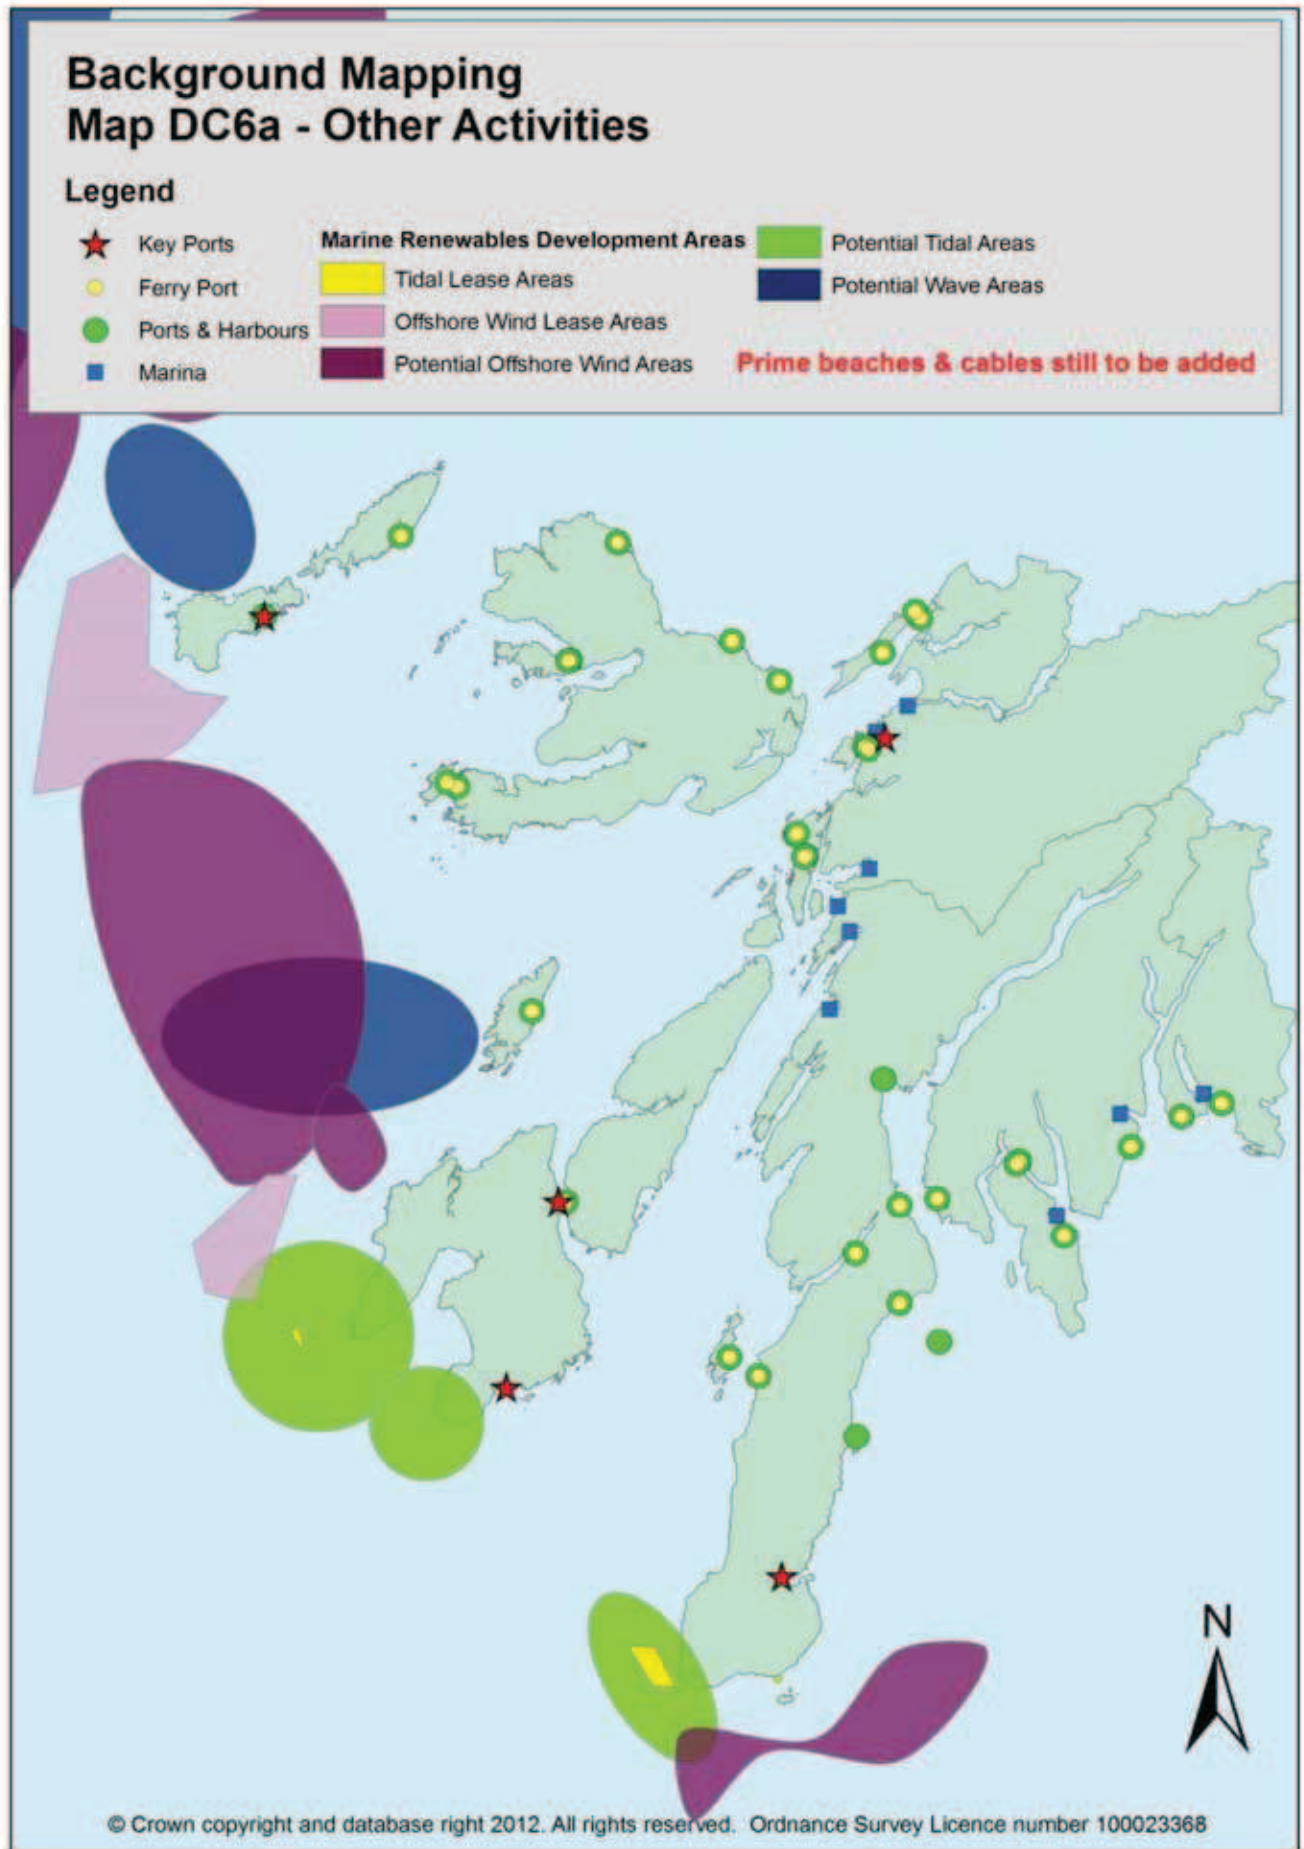 Background Mapping
Map DC6a - Other Activities
Legend
Key Ports
Ferry Port
Ports & Harbours
Marina
Marine Renewables Development Areas
Tidal Lease Areas
Offshore Wind Lease Areas
Potential Offshore Wind Areas
Potential Tidal Areas
Potential Wave Areas
Prime beaches & cables still to be added
N
© Crown copyright and database right 2012. All rights reserved. Ordnance Survey Licence number 100023368